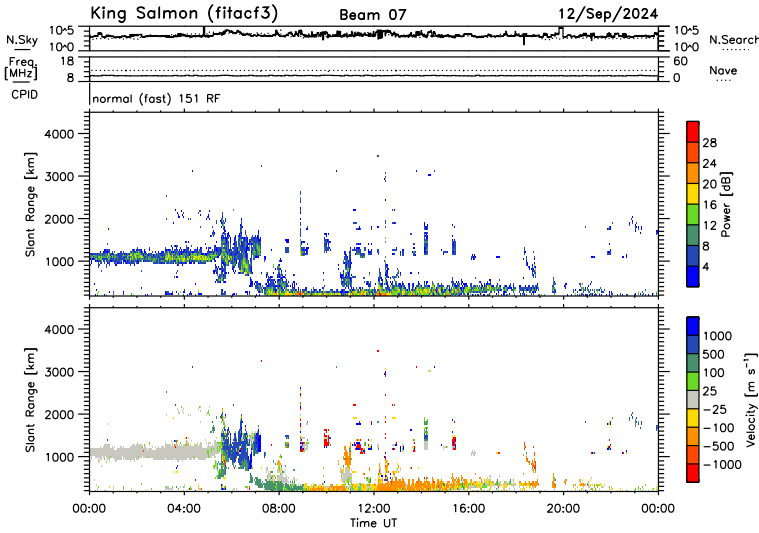 King Salmon (fitacf3) Beam 07 12/Sep/2024
N.Sky 10^5 10^0 10^5 10^0 N.Search
Freq. [MHz] 18 8 60 0 Nave
CPID normal (fast) 151 RF
Slant Range [km] 4000 3000 2000 1000
Power [dB] 28 24 20 16 12 8 4
Slant Range [km] 4000 3000 2000 1000
Velocity [m s⁻¹] 1000 500 100 25 −25 −100 −500 −1000
00:00 04:00 08:00 12:00 16:00 20:00 00:00
Time UT